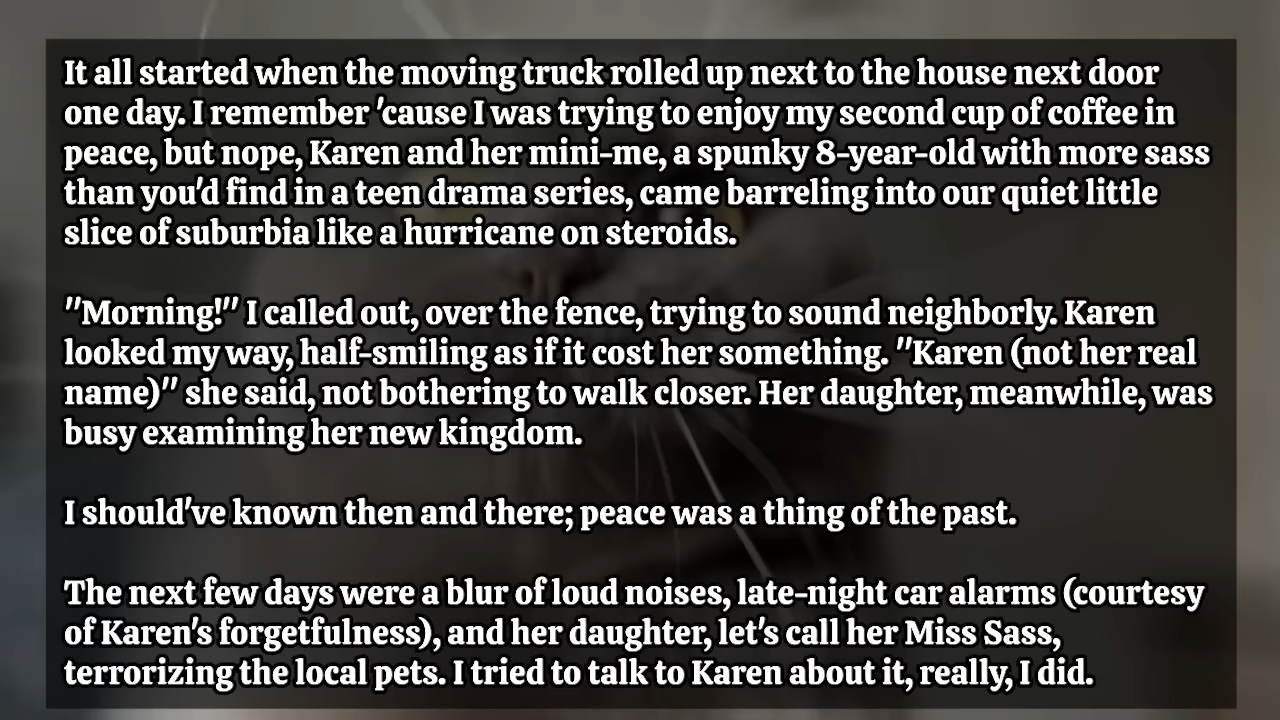 It all started when the moving truck rolled up next to the house next door
one day. I remember 'cause I was trying to enjoy my second cup of coffee in
peace, but nope, Karen and her mini-me, a spunky 8-year-old with more sass
than you'd find in a teen drama series, came barreling into our quiet little
slice of suburbia like a hurricane on steroids.
"Morning!" I called out, over the fence, trying to sound neighborly. Karen
looked my way, half-smiling as if it cost her something. "Karen (not her real
name)" she said, not bothering to walk closer. Her daughter, meanwhile, was
busy examining her new kingdom.
I should've known then and there; peace was a thing of the past.
The next few days were a blur of loud noises, late-night car alarms (courtesy
of Karen's forgetfulness), and her daughter, let's call her Miss Sass,
terrorizing the local pets. I tried to talk to Karen about it, really, I did.